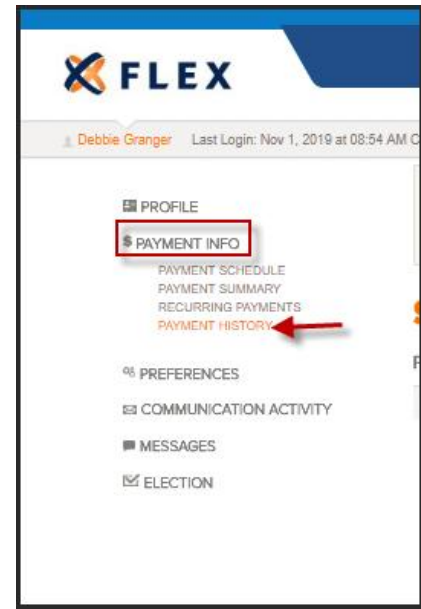 FLEX
Debbie Granger Last Login: Nov 1, 2019 at 08:54 AM C
PROFILE
$ PAYMENT INFO
PAYMENT SCHEDULE
PAYMENT SUMMARY
RECURRING PAYMENTS
PAYMENT HISTORY
PREFERENCES
COMMUNICATION ACTIVITY
MESSAGES
ELECTION